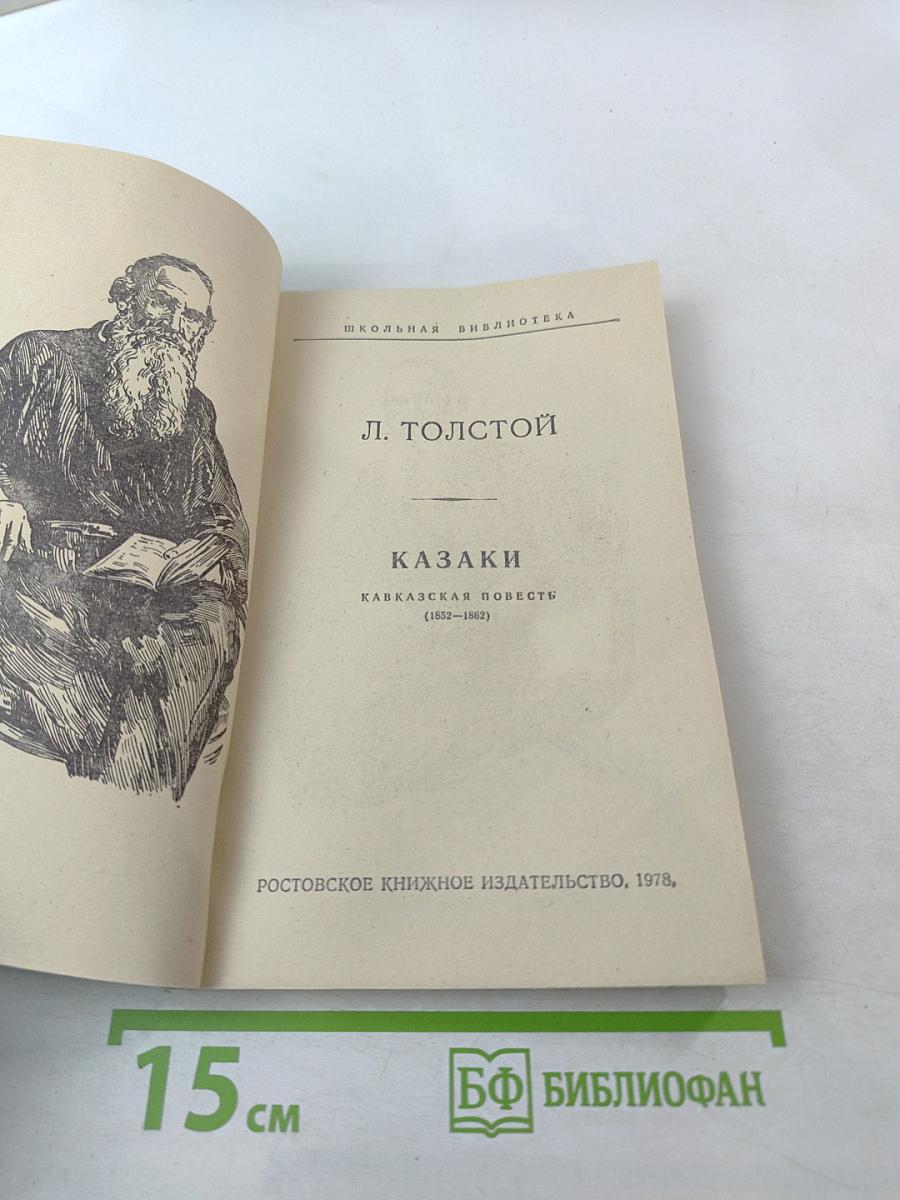 ШКОЛЬНАЯ БИБЛИОТЕКА
Л. ТОЛСТОЙ
КАЗАКИ
КАВКАЗСКАЯ ПОВЕСТЬ
(1852—1862)
РОСТОВСКОЕ КНИЖНОЕ ИЗДАТЕЛЬСТВО, 1978,
15 см
БФ БИБЛИОФАН